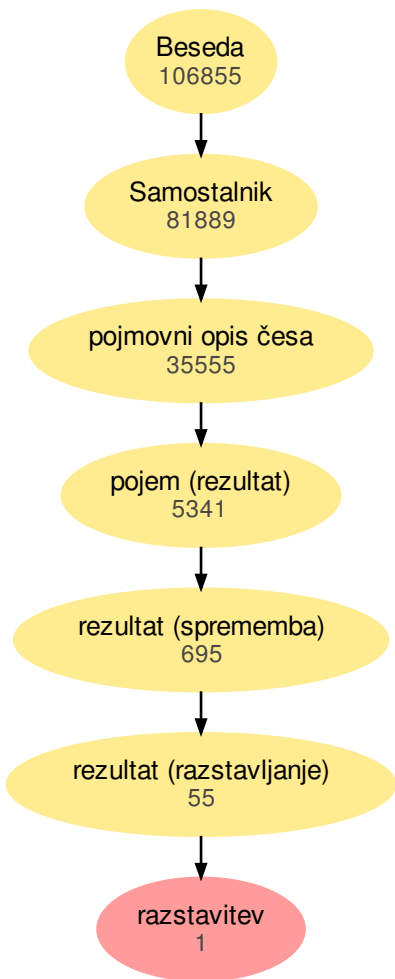 Beseda
106855
Samostalnik
81889
pojmovni opis česa
35555
pojem (rezultat)
5341
rezultat (sprememba)
695
rezultat (razstavljanje)
55
razstavitev
1